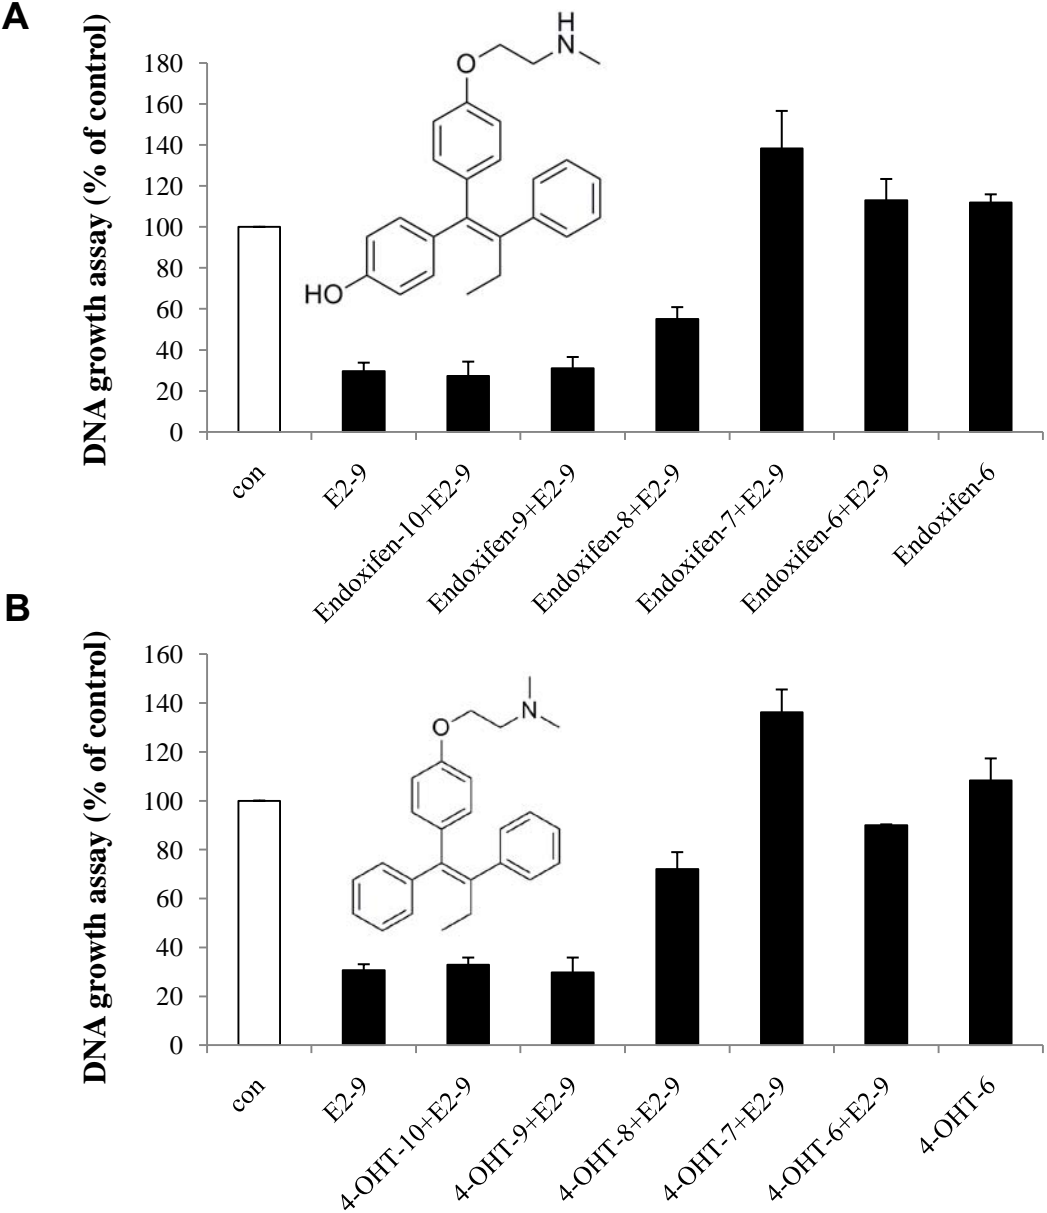 A
DNA growth assay (% of control)
180
160
140
120
100
80
60
40
20
0
H
N
O
HO
con
E2-9
Endoxifen-10+E2-9
Endoxifen-9+E2-9
Endoxifen-8+E2-9
Endoxifen-7+E2-9
Endoxifen-6+E2-9
Endoxifen-6
B
DNA growth assay (% of control)
160
140
120
100
80
60
40
20
0
N
O
con
E2-9
4-OHT-10+E2-9
4-OHT-9+E2-9
4-OHT-8+E2-9
4-OHT-7+E2-9
4-OHT-6+E2-9
4-OHT-6